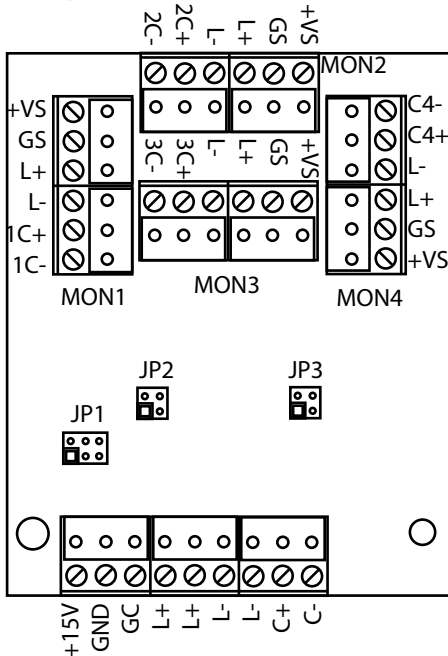 2C- 2C+ L- L+ GS +VS
MON2
+VS
GS
L+
L-
1C+
1C-
MON1
3C- 3C+ L- L+ GS +VS
MON3
C4-
C4+
L-
L+
GS
+VS
MON4
JP2
JP3
JP1
+15V GND GC L+ L+ L- L- C+ C-